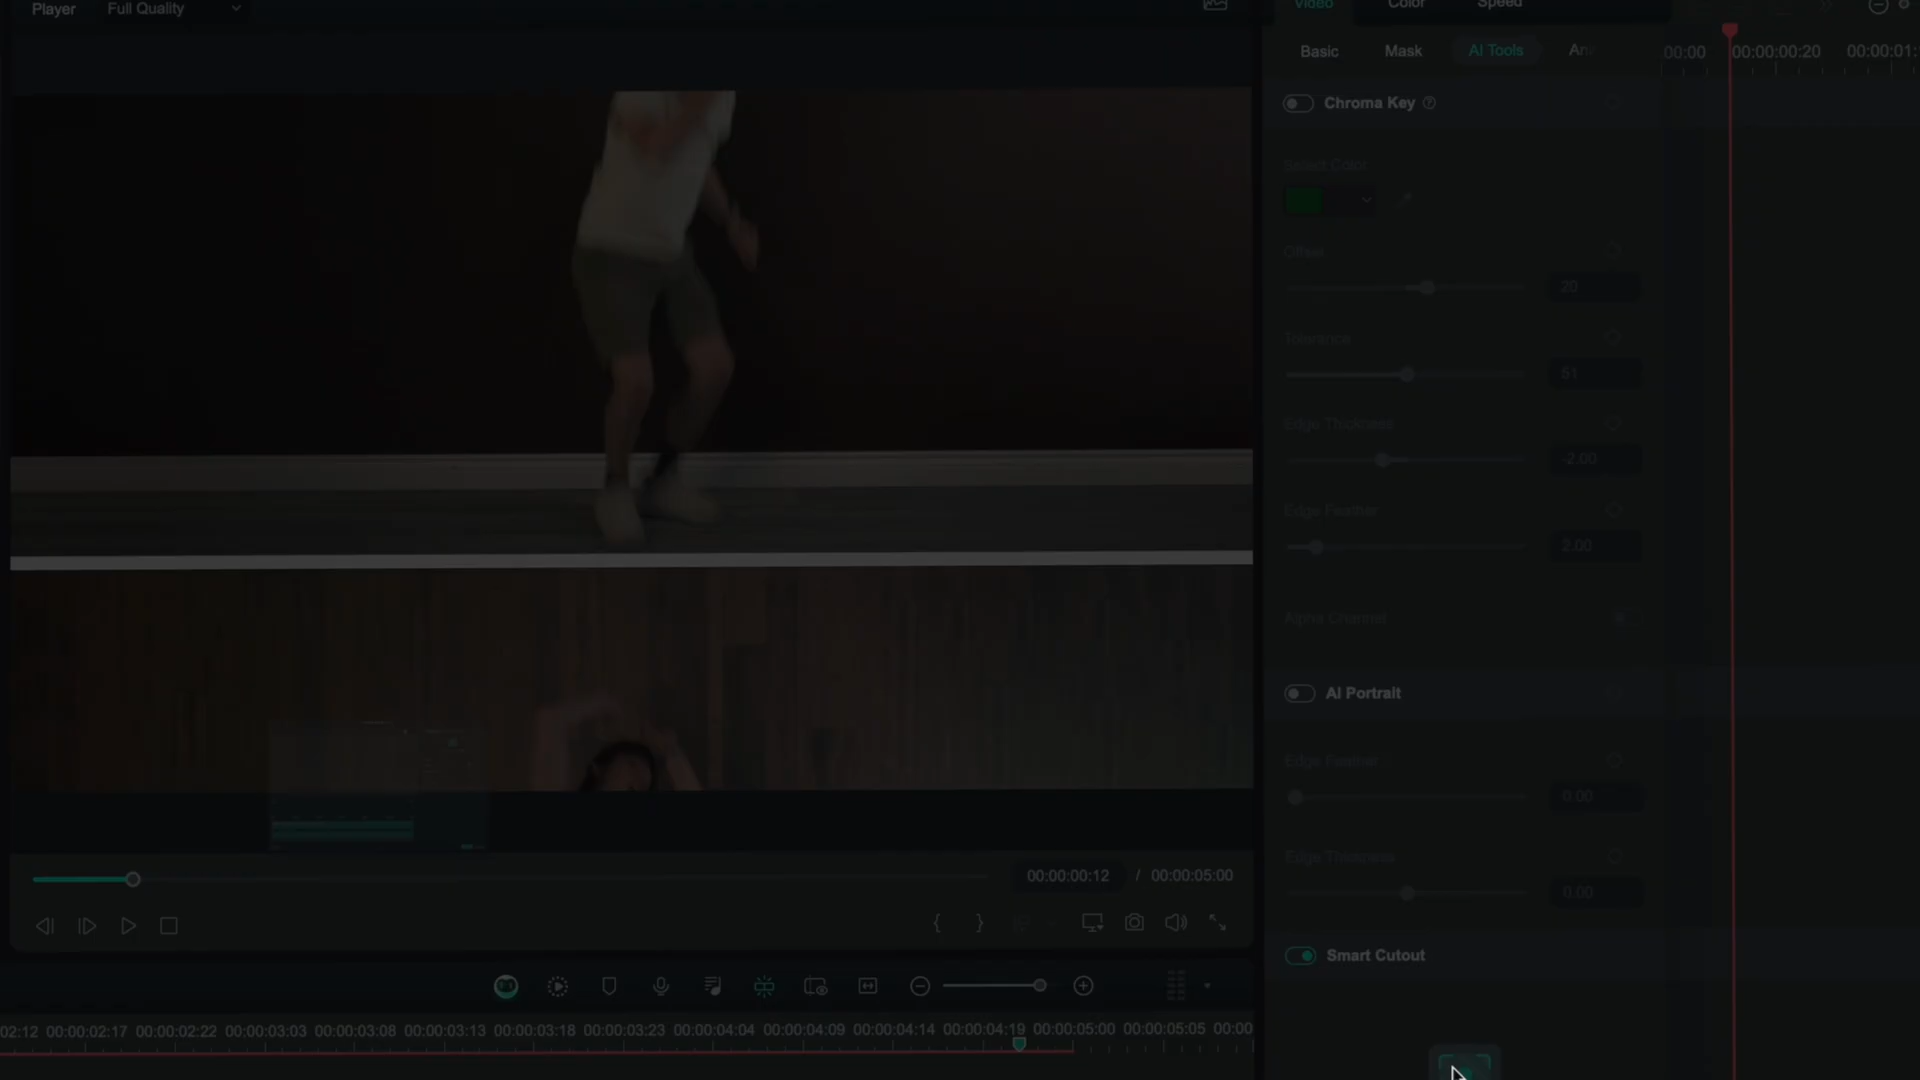 Player Full Quality
Video Color Speed
Basic Mask AI Tools
00:00 00:00:00:20 00:00:01:
Chroma Key
Select Color
Offset
20
Tolerance
51
Edge Thickness
-2.00
Edge Feather
2.00
Alpha Channel
AI Portrait
Edge Feather
0.00
Edge Thickness
0.00
00:00:00:12 / 00:00:05:00
Smart Cutout
02:12 00:00:02:17 00:00:02:22 00:00:03:03 00:00:03:08 00:00:03:13 00:00:03:18 00:00:03:23 00:00:04:04 00:00:04:09 00:00:04:14 00:00:04:19 00:00:05:00 00:00:05:05 00:00